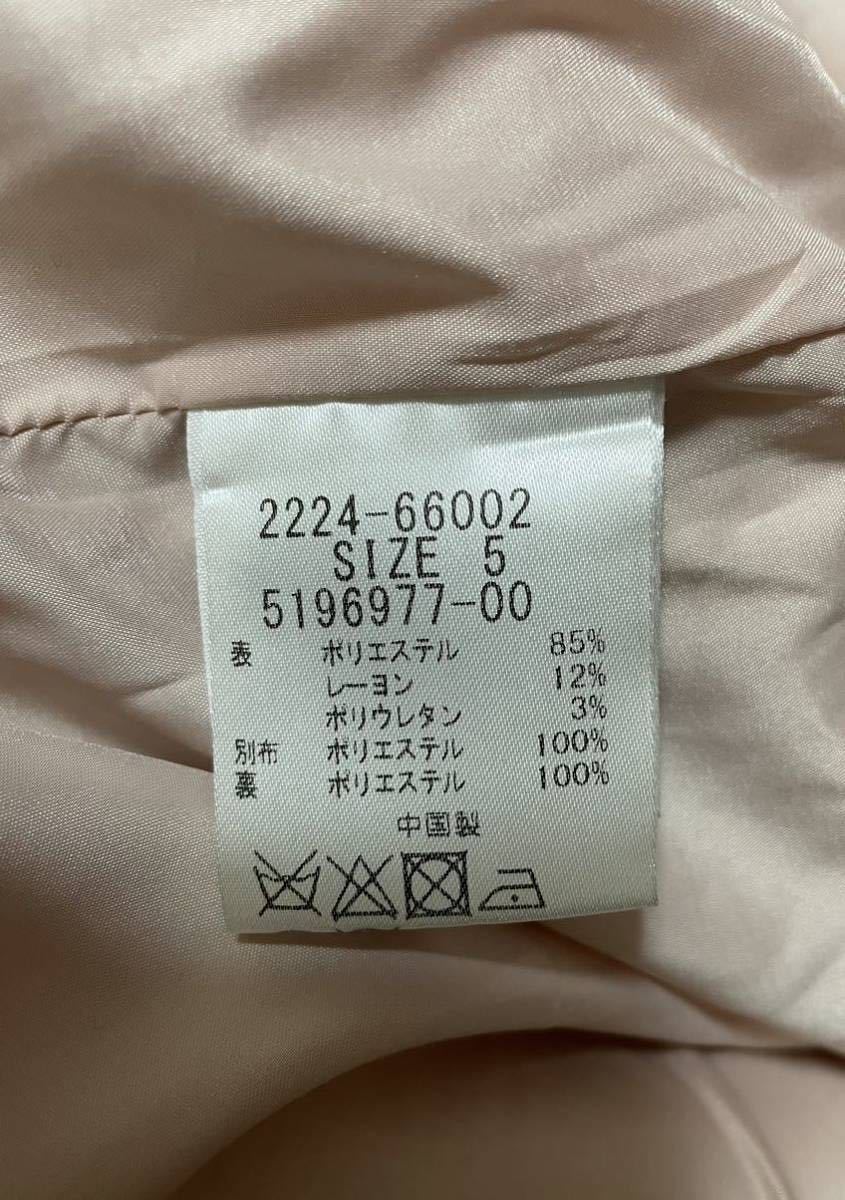 2224-66002
SIZE 5
5196977-00
表 ポリエステル 85%
レーヨン 12%
ポリウレタン 3%
別布 ポリエステル 100%
裏 ポリエステル 100%
中国製